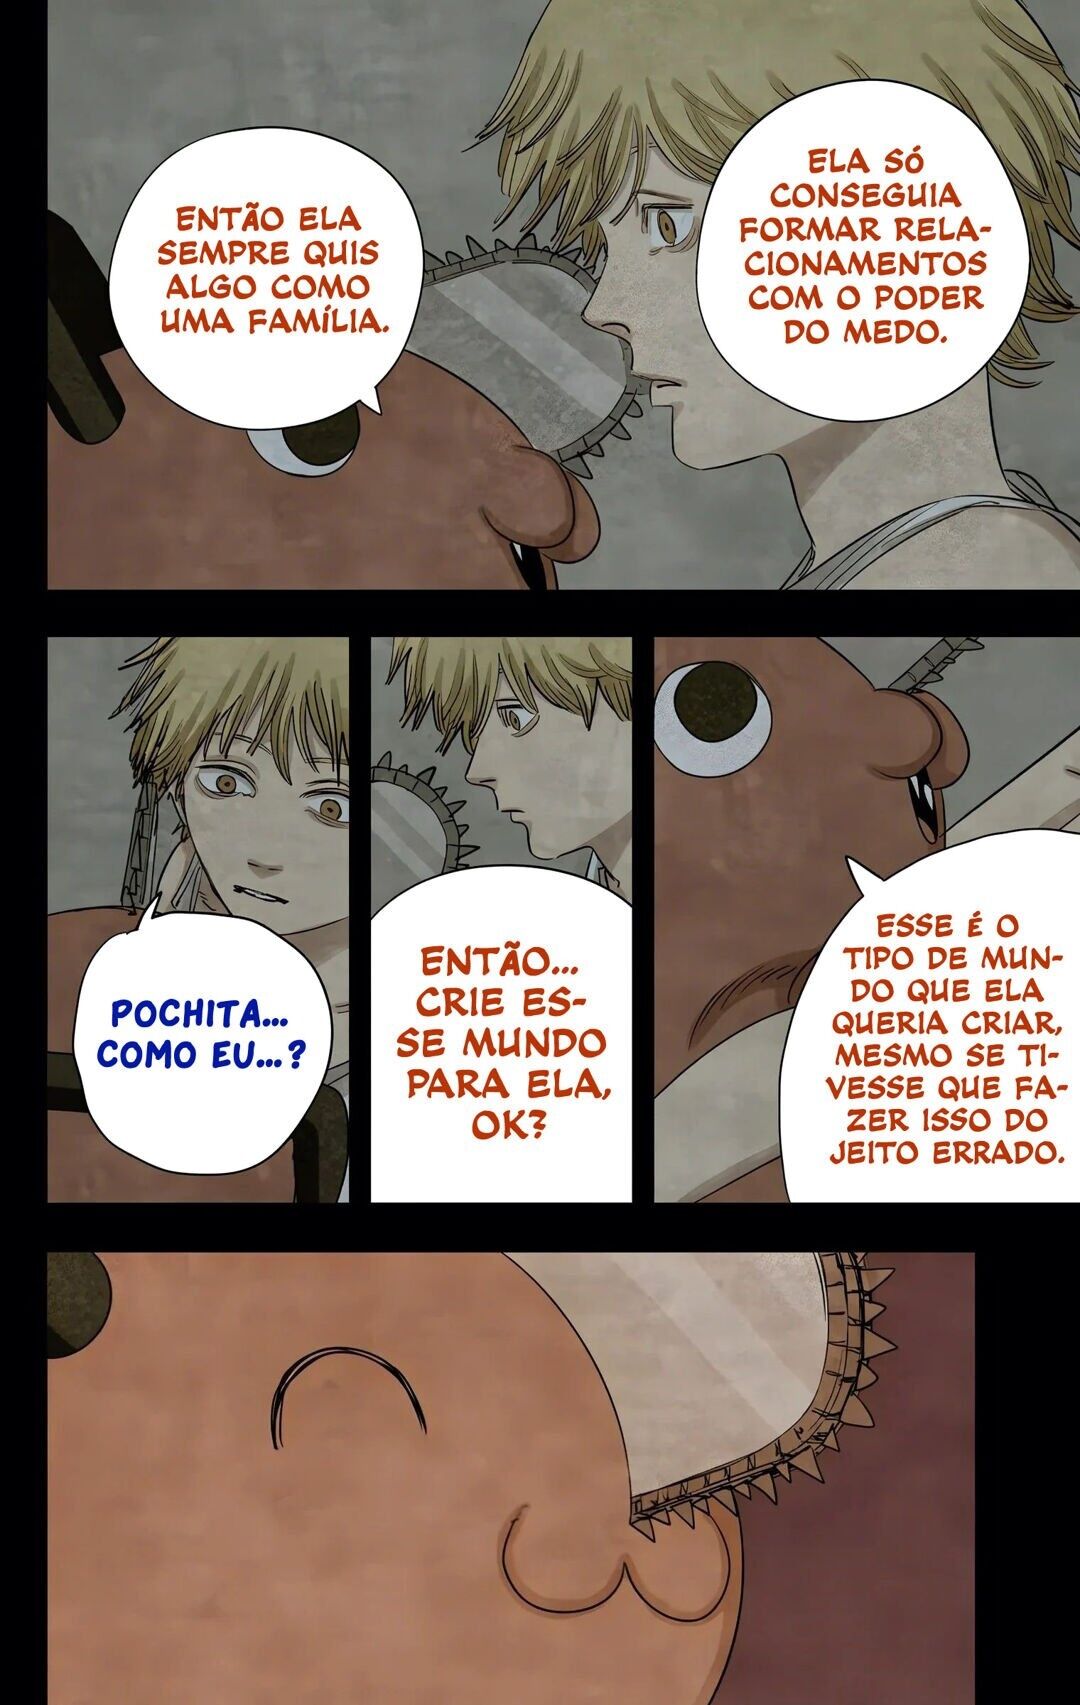 ELA SÓ
CONSEGUIA
FORMAR RELA-
CIONAMENTOS
COM O PODER
DO MEDO.
ENTÃO ELA
SEMPRE QUIS
ALGO COMO
UMA FAMÍLIA.
ESSE É O
TIPO DE MUN-
DO QUE ELA
QUERIA CRIAR,
MESMO SE TI-
VESSE QUE FA-
ZER ISSO DO
JEITO ERRADO.
ENTÃO...
CRIE ES-
SE MUNDO
PARA ELA,
OK?
POCHITA...
COMO EU...?